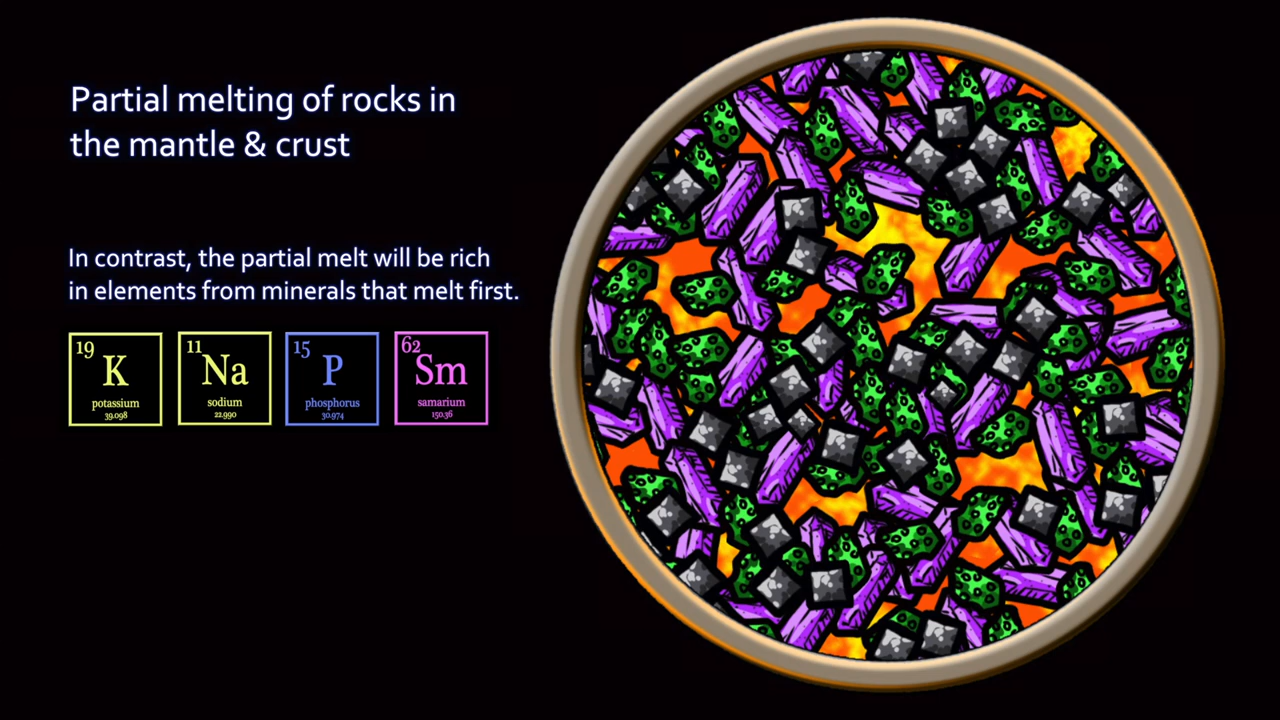 Partial melting of rocks in
the mantle & crust
In contrast, the partial melt will be rich
in elements from minerals that melt first.
19
K
potassium
39.098
11
Na
sodium
22.990
15
P
phosphorus
30.974
62
Sm
samarium
150.36